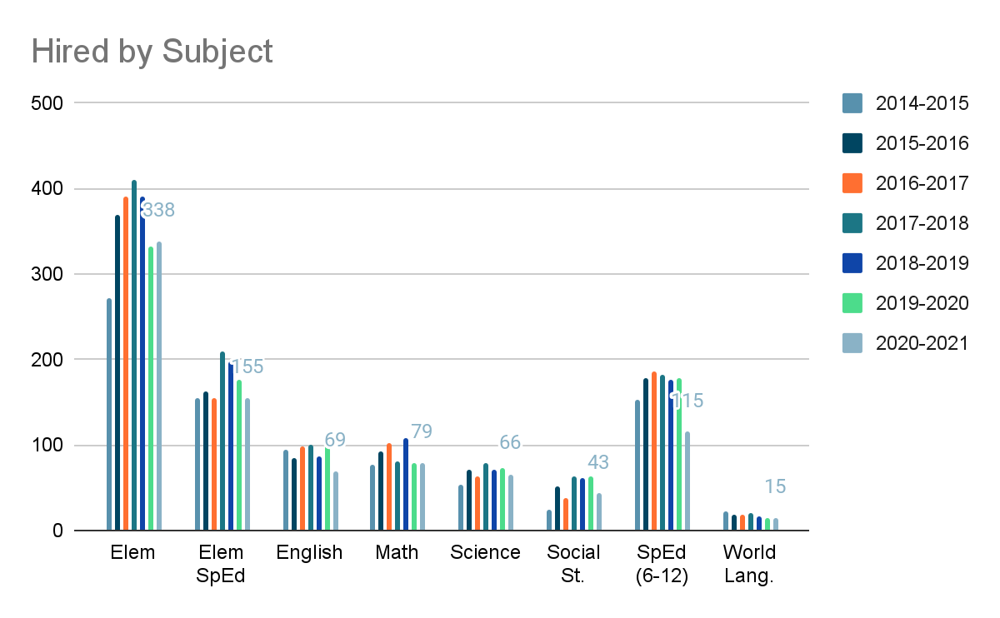 Hired by Subject
500
400
300
200
100
0
338
155
69
79
66
43
115
15
Elem
Elem
SpEd
English
Math
Science
Social
St.
SpEd
(6-12)
World
Lang.
2014-2015
2015-2016
2016-2017
2017-2018
2018-2019
2019-2020
2020-2021